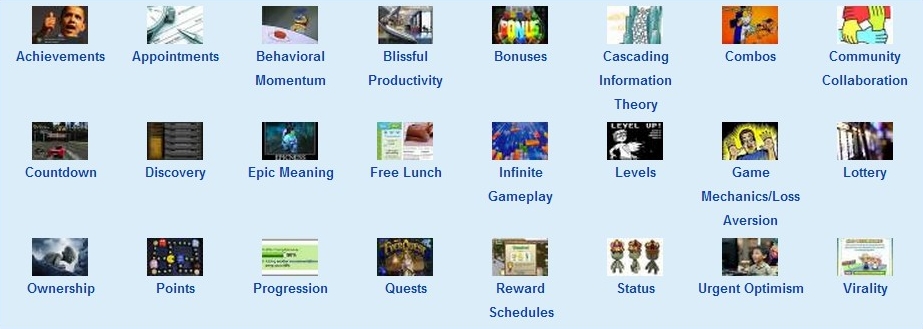 Achievements
Appointments
Behavioral
Momentum
Blissful
Productivity
BONUS
Bonuses
Cascading
Information
Theory
Combos
Community
Collaboration
Countdown
Discovery
EPICNESS
Epic Meaning
Free Lunch
Infinite
Gameplay
LEVEL UP!
Levels
Game
Mechanics/Loss
Aversion
Lottery
Ownership
Points
Progression
EverQuest
Quests
Reward
Schedules
Status
Urgent Optimism
Virality